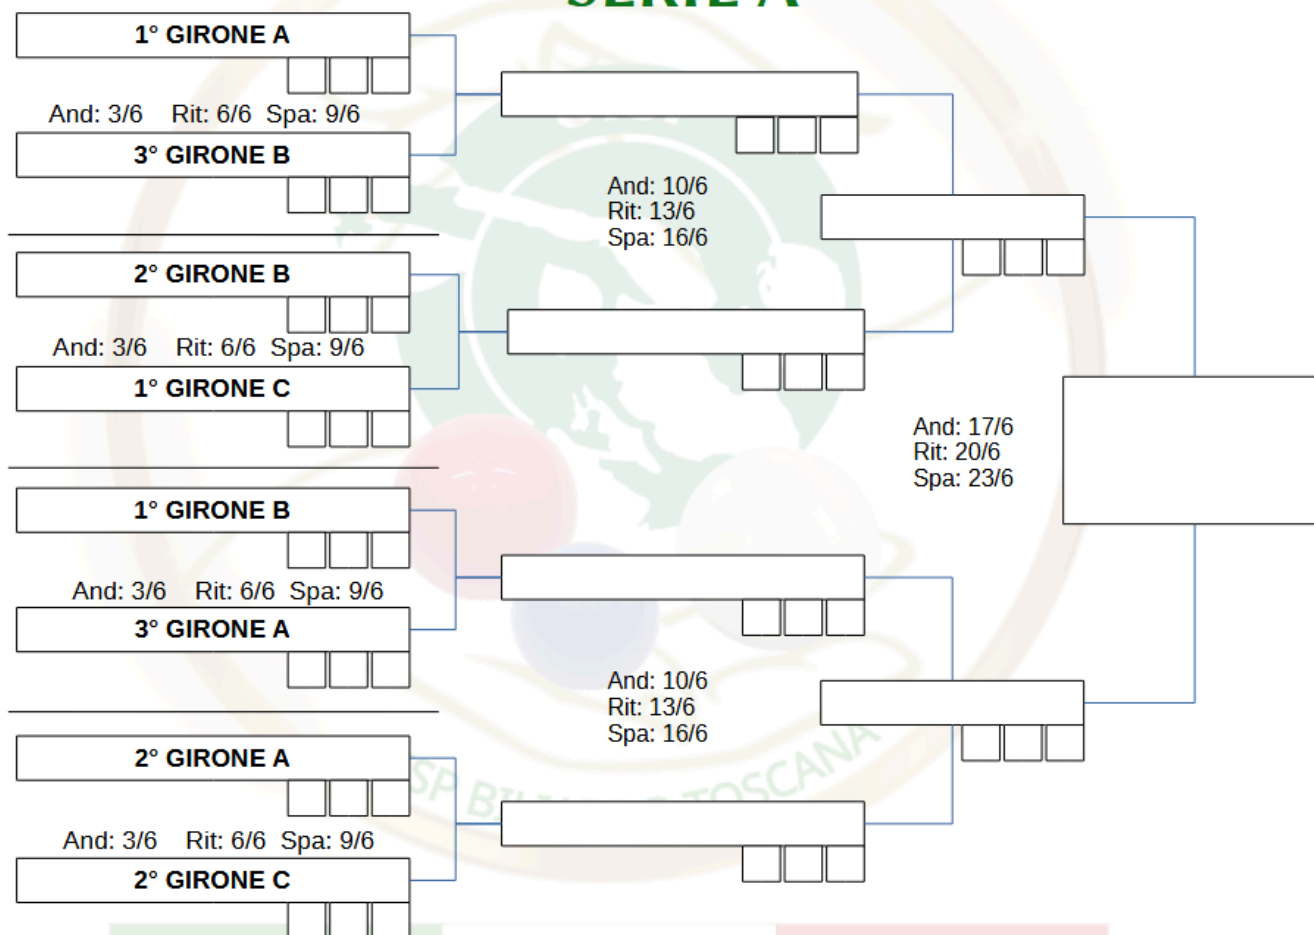 SERIE A
1° GIRONE A
And: 3/6 Rit: 6/6 Spa: 9/6
3° GIRONE B
And: 10/6
Rit: 13/6
Spa: 16/6
2° GIRONE B
And: 3/6 Rit: 6/6 Spa: 9/6
1° GIRONE C
And: 17/6
Rit: 20/6
Spa: 23/6
1° GIRONE B
And: 3/6 Rit: 6/6 Spa: 9/6
3° GIRONE A
And: 10/6
Rit: 13/6
Spa: 16/6
2° GIRONE A
And: 3/6 Rit: 6/6 Spa: 9/6
2° GIRONE C
TOSCANA